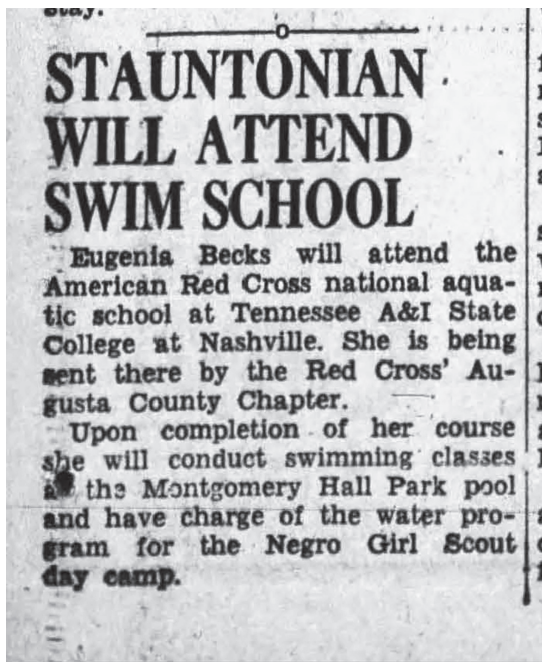 stay.
STAUNTONIAN
WILL ATTEND
SWIM SCHOOL
Eugenia Becks will attend the
American Red Cross national aqua-
tic school at Tennessee A&I State
College at Nashville. She is being
sent there by the Red Cross' Au-
gusta County Chapter.
Upon completion of her course
she will conduct swimming classes
at the Montgomery Hall Park pool
and have charge of the water pro-
gram for the Negro Girl Scout
day camp.